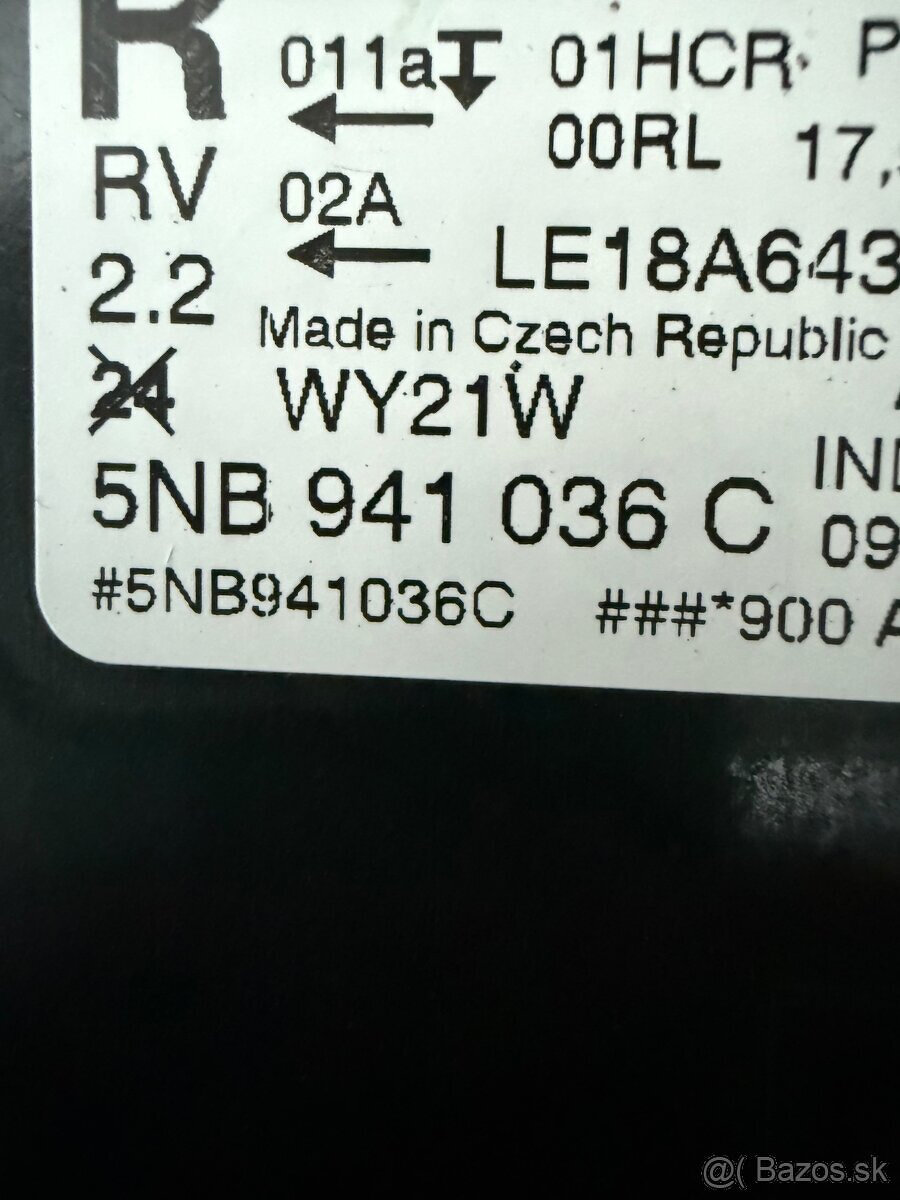 R 011a 01HCR P
00RL 17,
RV 02A
2.2 LE18A643
Made in Czech Republic
24 WY21W
5NB 941 036 C
09
#5NB941036C ###*900 A
@( Bazos.sk